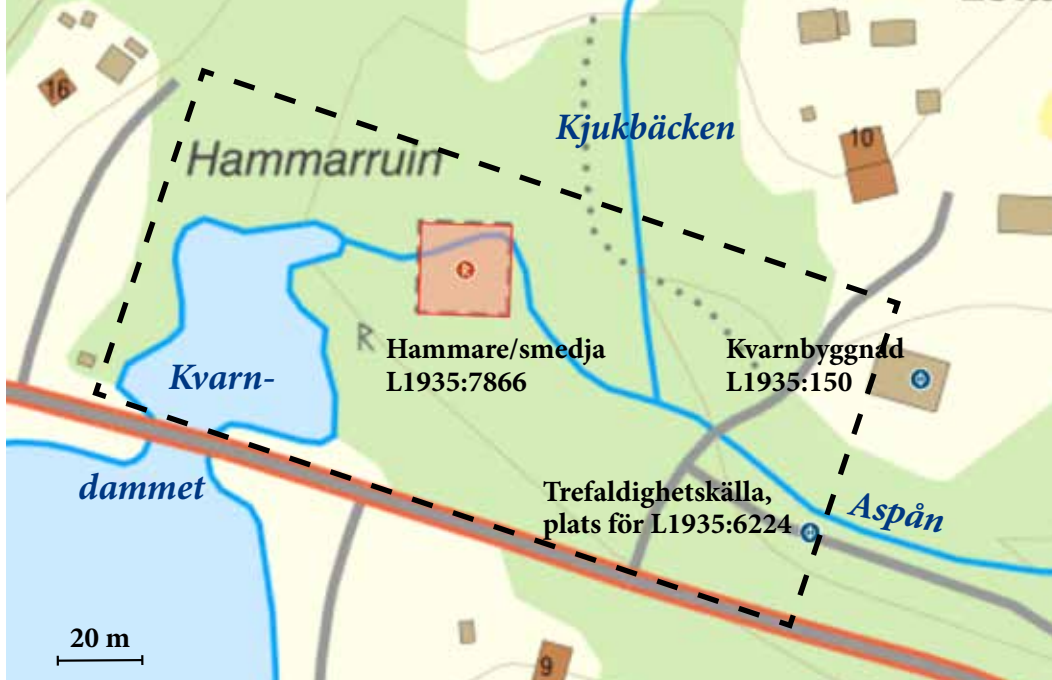 16
10
Kjukbäcken
Hammarruin
R
R
Hammare/smedja
L1935:7866
Kvarnbyggnad
L1935:150
Kvarn-
dammet
Trefaldighetskälla,
plats för L1935:6224
Aspån
20 m
9